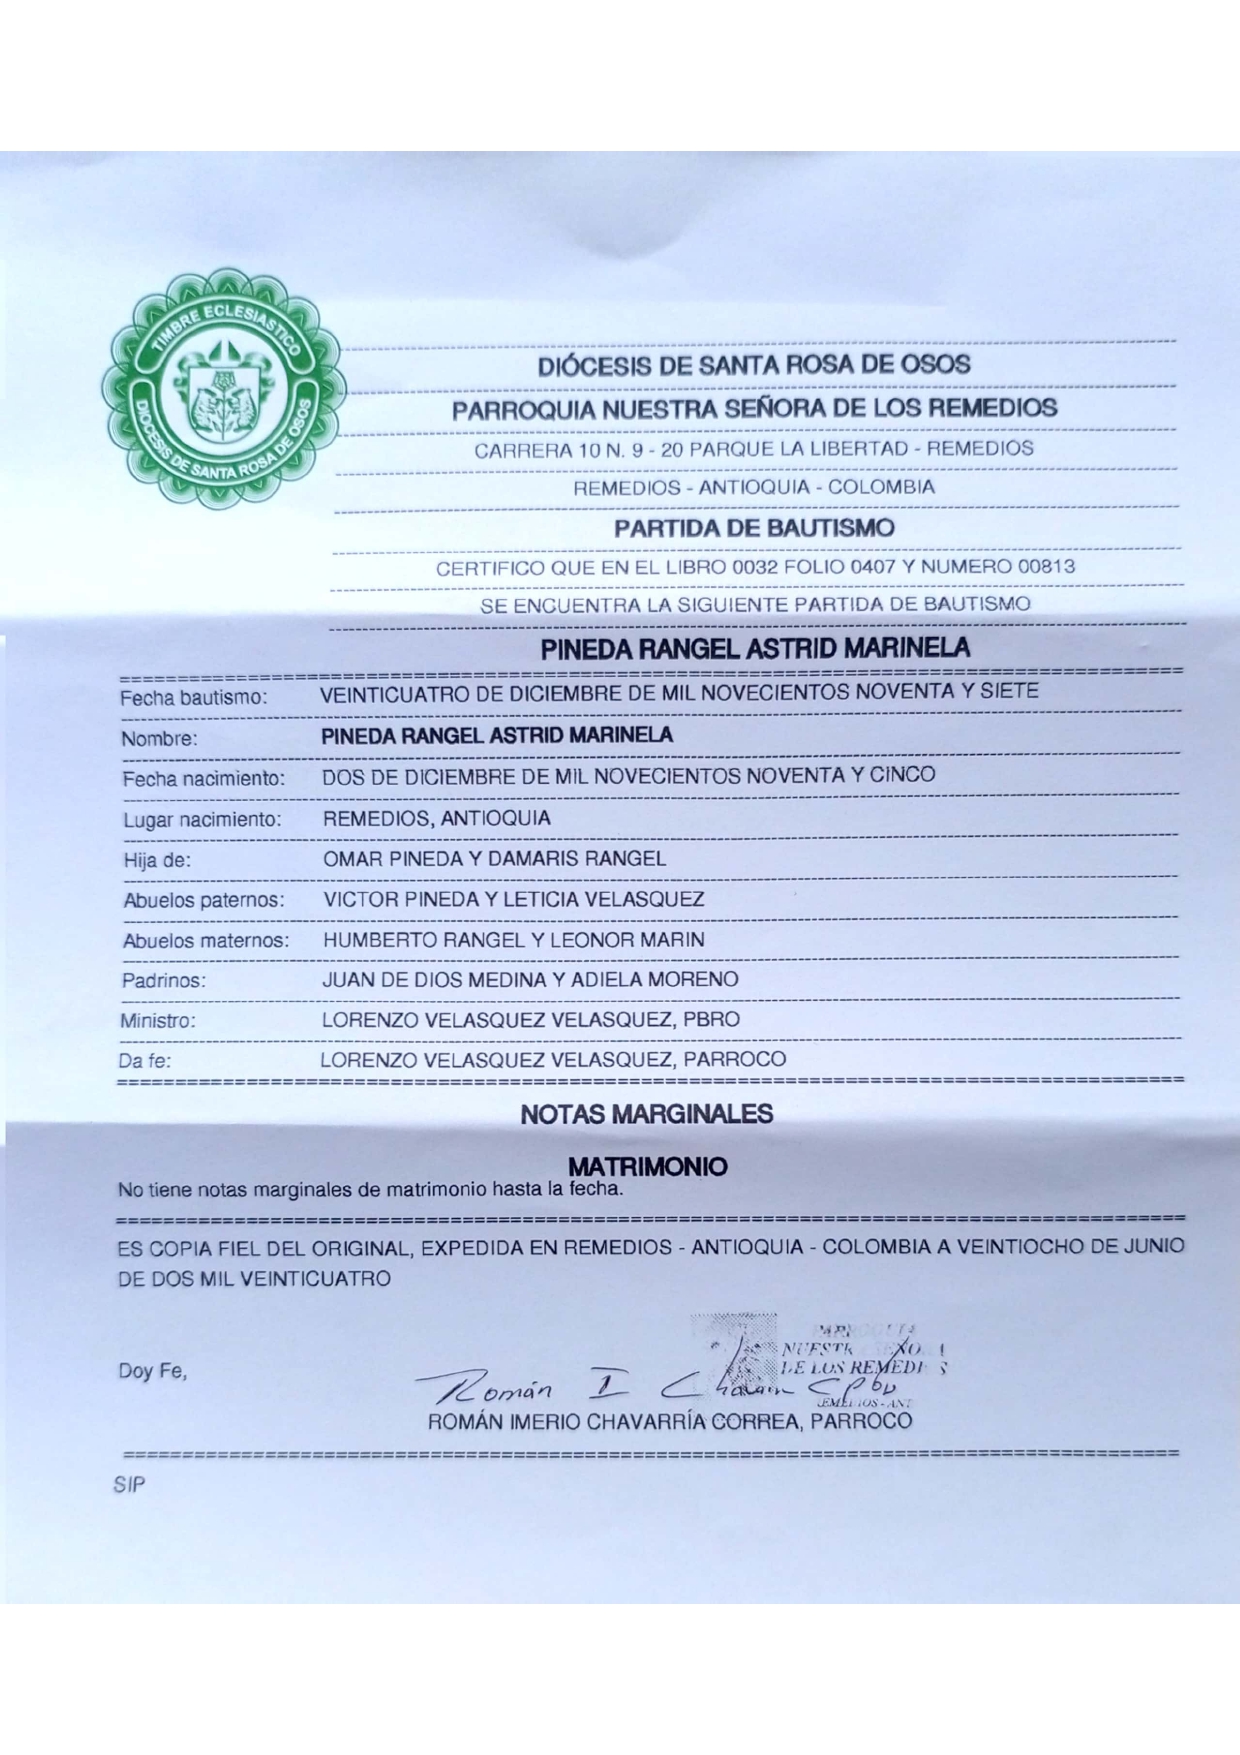 TIMBRE ECLESIASTICO
DIOCESIS DE SANTA ROSA DE OSOS
DIÓCESIS DE SANTA ROSA DE OSOS
PARROQUIA NUESTRA SEÑORA DE LOS REMEDIOS
CARRERA 10 N. 9 - 20 PARQUE LA LIBERTAD - REMEDIOS
REMEDIOS - ANTIOQUIA - COLOMBIA
PARTIDA DE BAUTISMO
CERTIFICO QUE EN EL LIBRO 0032 FOLIO 0407 Y NUMERO 00813
SE ENCUENTRA LA SIGUIENTE PARTIDA DE BAUTISMO
PINEDA RANGEL ASTRID MARINELA
Fecha bautismo: VEINTICUATRO DE DICIEMBRE DE MIL NOVECIENTOS NOVENTA Y SIETE
Nombre: PINEDA RANGEL ASTRID MARINELA
Fecha nacimiento: DOS DE DICIEMBRE DE MIL NOVECIENTOS NOVENTA Y CINCO
Lugar nacimiento: REMEDIOS, ANTIOQUIA
Hija de: OMAR PINEDA Y DAMARIS RANGEL
Abuelos paternos: VICTOR PINEDA Y LETICIA VELASQUEZ
Abuelos maternos: HUMBERTO RANGEL Y LEONOR MARIN
Padrinos: JUAN DE DIOS MEDINA Y ADIELA MORENO
Ministro: LORENZO VELASQUEZ VELASQUEZ, PBRO
Da fe: LORENZO VELASQUEZ VELASQUEZ, PARROCO
NOTAS MARGINALES
MATRIMONIO
No tiene notas marginales de matrimonio hasta la fecha.
ES COPIA FIEL DEL ORIGINAL, EXPEDIDA EN REMEDIOS - ANTIOQUIA - COLOMBIA A VEINTIOCHO DE JUNIO
DE DOS MIL VEINTICUATRO
DE LOS
Doy Fe,
Román I
ROMÁN IMERIO CHAVARRÍA CORREA, PARROCO
SIP